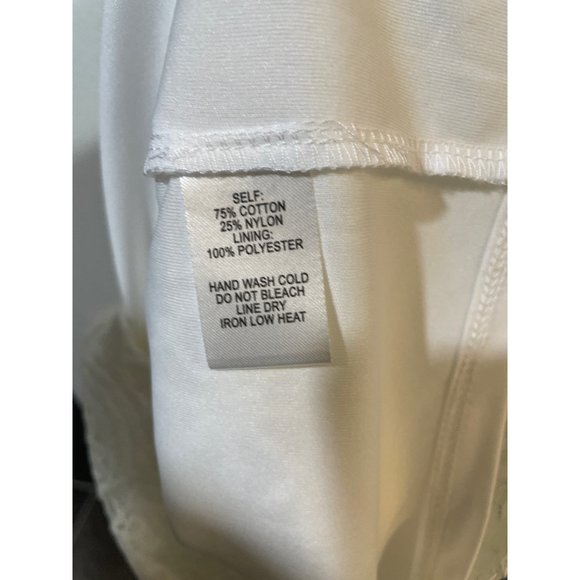 SELF:
75% COTTON
25% NYLON
LINING:
100% POLYESTER
HAND WASH COLD
DO NOT BLEACH
LINE DRY
IRON LOW HEAT